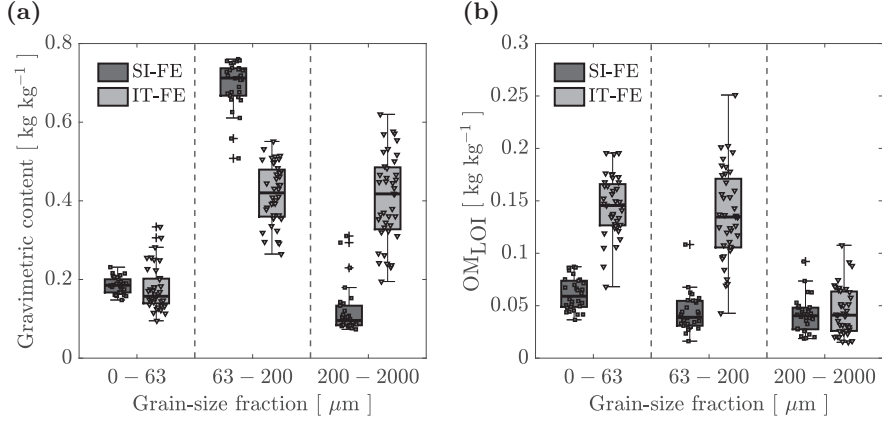 (a)
Gravimetric content [ kg kg⁻¹ ]
0.8
0.6
0.4
0.2
0
SI-FE
IT-FE
0 − 63
63 − 200
200 − 2000
Grain-size fraction [ μm ]
(b)
OM_LOI [ kg kg⁻¹ ]
0.3
0.25
0.2
0.15
0.1
0.05
0
SI-FE
IT-FE
0 − 63
63 − 200
200 − 2000
Grain-size fraction [ μm ]